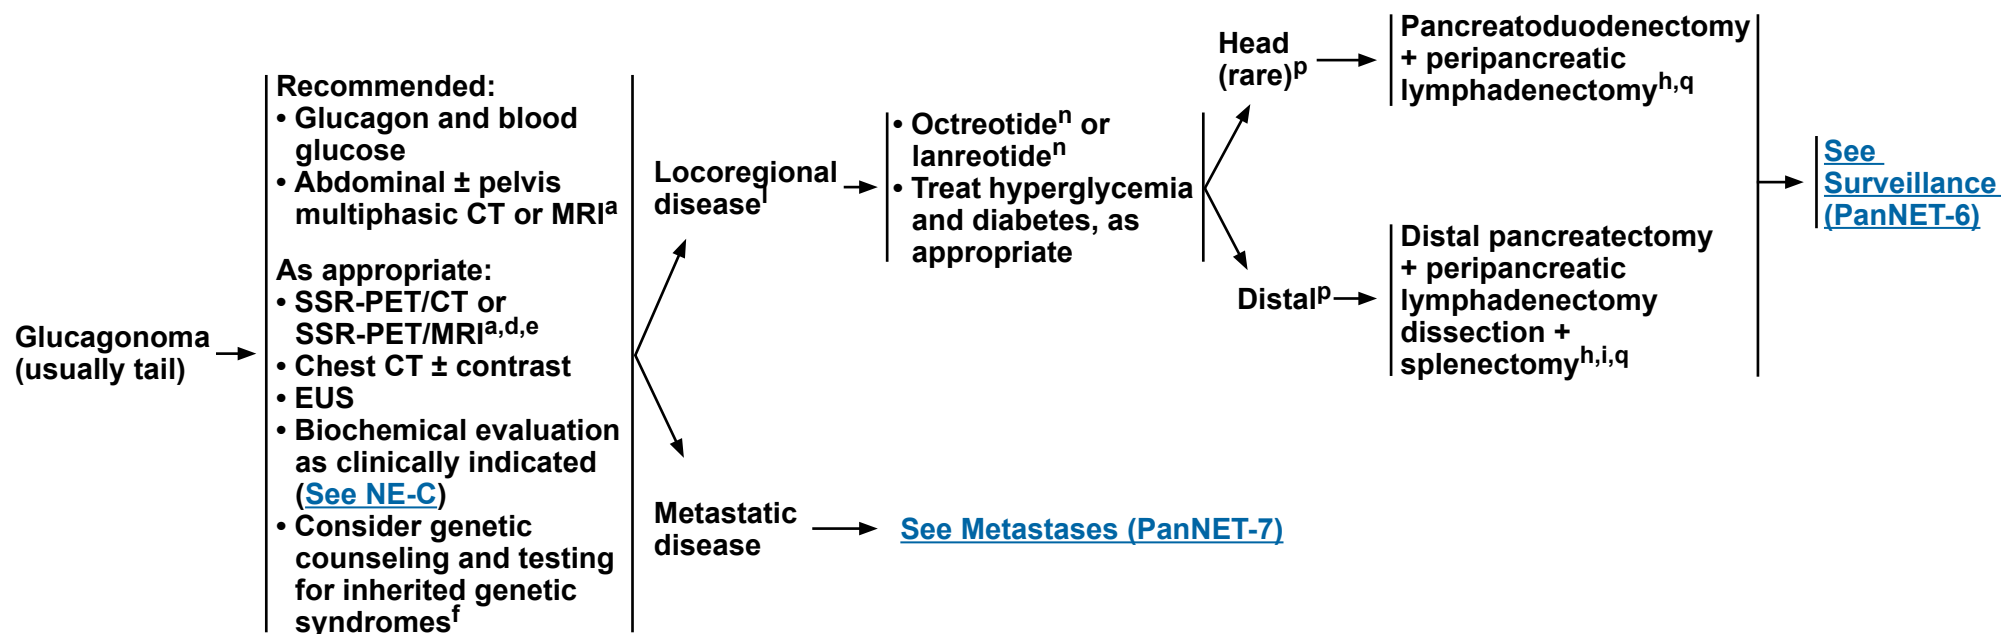 Glucagonoma
(usually tail)
Recommended:
• Glucagon and blood
glucose
• Abdominal ± pelvis
multiphasic CT or MRIa
As appropriate:
• SSR-PET/CT or
SSR-PET/MRIa,d,e
• Chest CT ± contrast
• EUS
• Biochemical evaluation
as clinically indicated
(See NE-C)
• Consider genetic
counseling and testing
for inherited genetic
syndromesf
Locoregional
diseasel
• Octreotiden or
lanreotiden
• Treat hyperglycemia
and diabetes, as
appropriate
Head
(rare)p
Pancreatoduodenectomy
+ peripancreatic
lymphadenectomyh,q
Distalp
Distal pancreatectomy
+ peripancreatic
lymphadenectomy
dissection +
splenectomyh,i,q
See
Surveillance
(PanNET-6)
Metastatic
disease
See Metastases (PanNET-7)